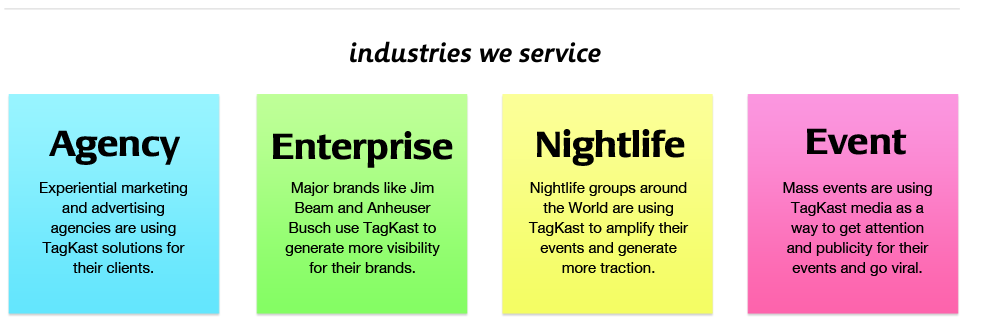 industries we service
Agency
Experiential marketing
and advertising
agencies are using
TagKast solutions for
their clients.
Enterprise
Major brands like Jim
Beam and Anheuser
Busch use TagKast to
generate more visibility
for their brands.
Nightlife
Nightlife groups around
the World are using
TagKast to amplify their
events and generate
more traction.
Event
Mass events are using
TagKast media as a
way to get attention
and publicity for their
events and go viral.